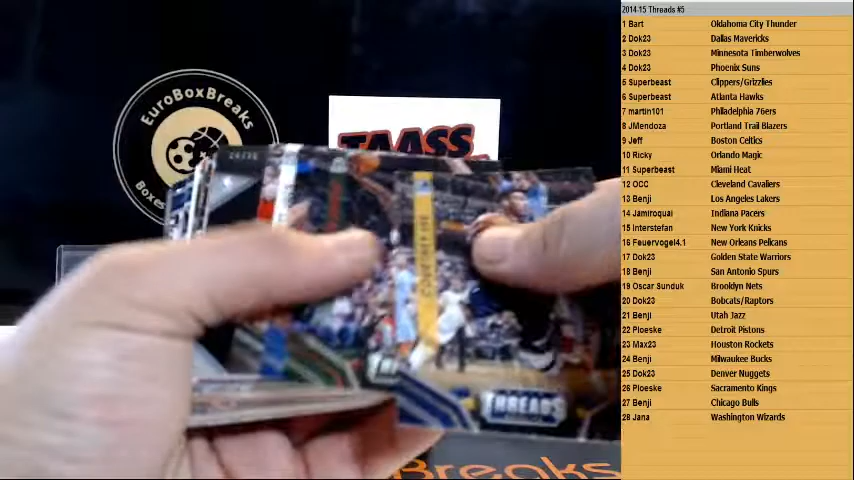 2014-15 Threads #5
1 Bart Oklahoma City Thunder
2 Dok23 Dallas Mavericks
3 Dok23 Minnesota Timberwolves
4 Dok23 Phoenix Suns
5 Superbeast Clippers/Grizzlies
6 Superbeast Atlanta Hawks
7 martin101 Philadelphia 76ers
8 JMendoza Portland Trail Blazers
9 Jeff Boston Celtics
10 Ricky Orlando Magic
11 Superbeast Miami Heat
12 OCC Cleveland Cavaliers
13 Benji Los Angeles Lakers
14 Jamiroquai Indiana Pacers
15 Interstefan New York Knicks
16 Feuervogel4.1 New Orleans Pelicans
17 Dok23 Golden State Warriors
18 Benji San Antonio Spurs
19 Oscar Sunduk Brooklyn Nets
20 Dok23 Bobcats/Raptors
21 Benji Utah Jazz
22 Ploeske Detroit Pistons
23 Max23 Houston Rockets
24 Benji Milwaukee Bucks
25 Dok23 Denver Nuggets
26 Ploeske Sacramento Kings
27 Benji Chicago Bulls
28 Jana Washington Wizards
EuroBoxBreaks
Boxes
TAASS
COURTNEY LEE
THREADS
Breaks